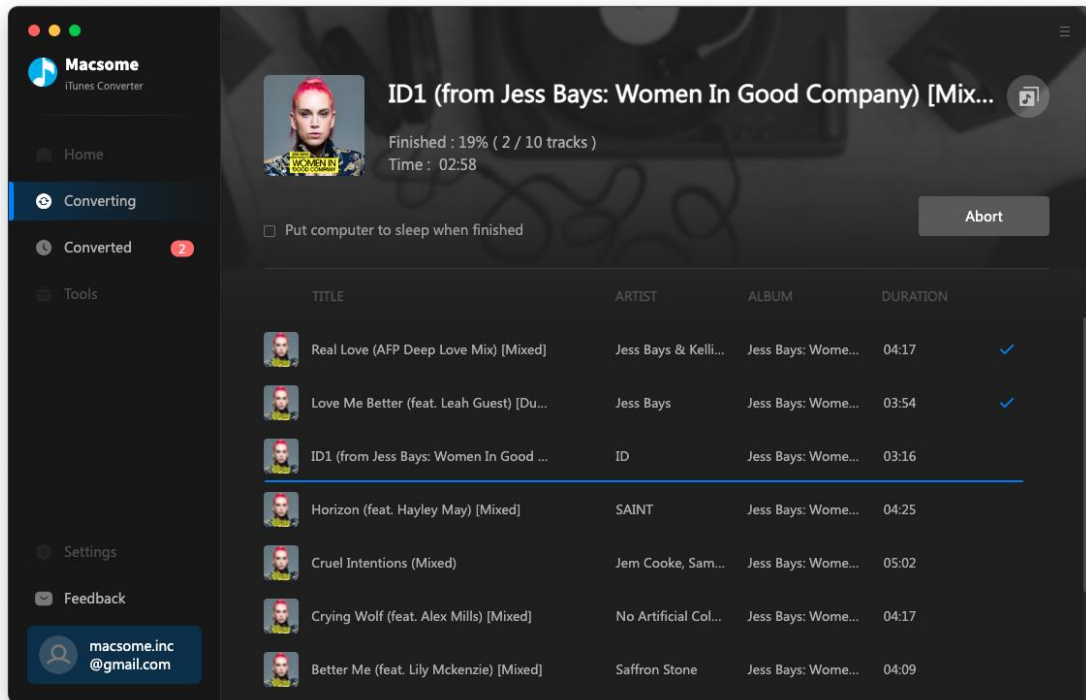 Macsome
iTunes Converter
Home
Converting
Converted 2
Tools
Settings
Feedback
macsome.inc
@gmail.com
ID1 (from Jess Bays: Women In Good Company) [Mix...
Finished : 19% ( 2 / 10 tracks )
Time : 02:58
JESS BAYS
WOMEN IN
GOOD COMPANY
Put computer to sleep when finished
Abort
TITLE ARTIST ALBUM DURATION
Real Love (AFP Deep Love Mix) [Mixed] Jess Bays & Kelli... Jess Bays: Wome... 04:17
Love Me Better (feat. Leah Guest) [Du... Jess Bays Jess Bays: Wome... 03:54
ID1 (from Jess Bays: Women In Good ... ID Jess Bays: Wome... 03:16
Horizon (feat. Hayley May) [Mixed] SAINT Jess Bays: Wome... 04:25
Cruel Intentions (Mixed) Jem Cooke, Sam... Jess Bays: Wome... 05:02
Crying Wolf (feat. Alex Mills) [Mixed] No Artificial Col... Jess Bays: Wome... 04:17
Better Me (feat. Lily Mckenzie) [Mixed] Saffron Stone Jess Bays: Wome... 04:09